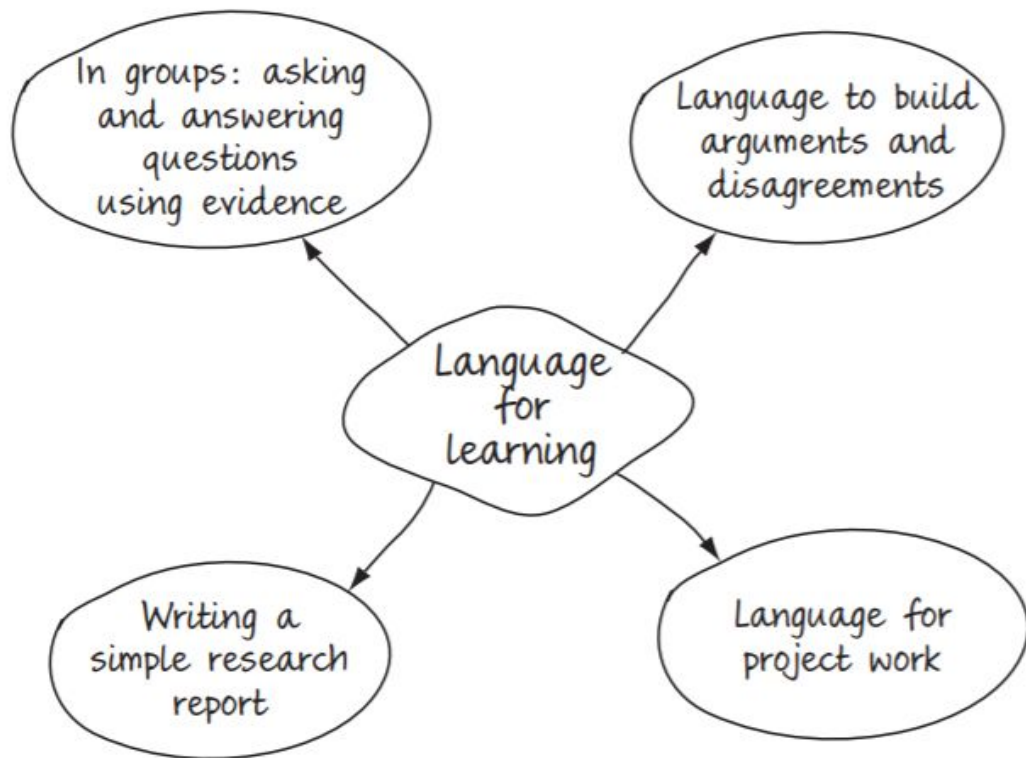 In groups: asking
and answering
questions
using evidence
Language to build
arguments and
disagreements
Language
for
learning
Writing a
simple research
report
Language for
project work